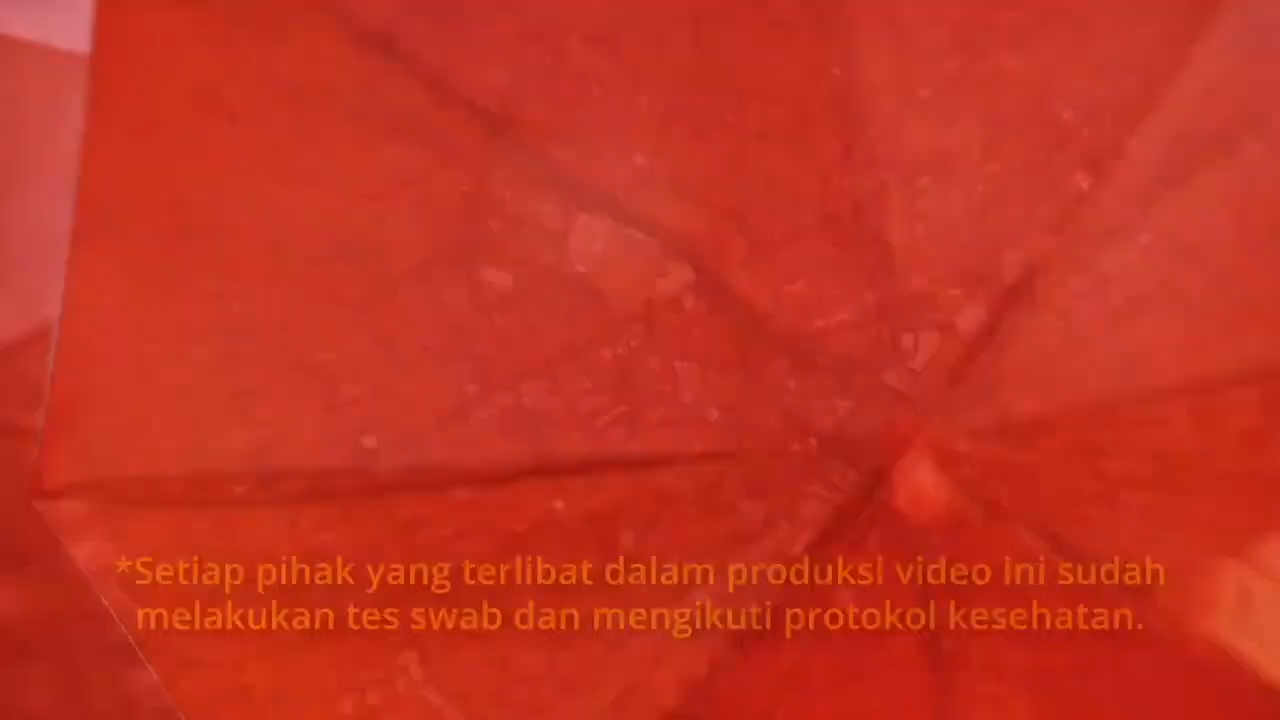 *Setiap pihak yang terlibat dalam produksi video ini sudah
melakukan tes swab dan mengikuti protokol kesehatan.